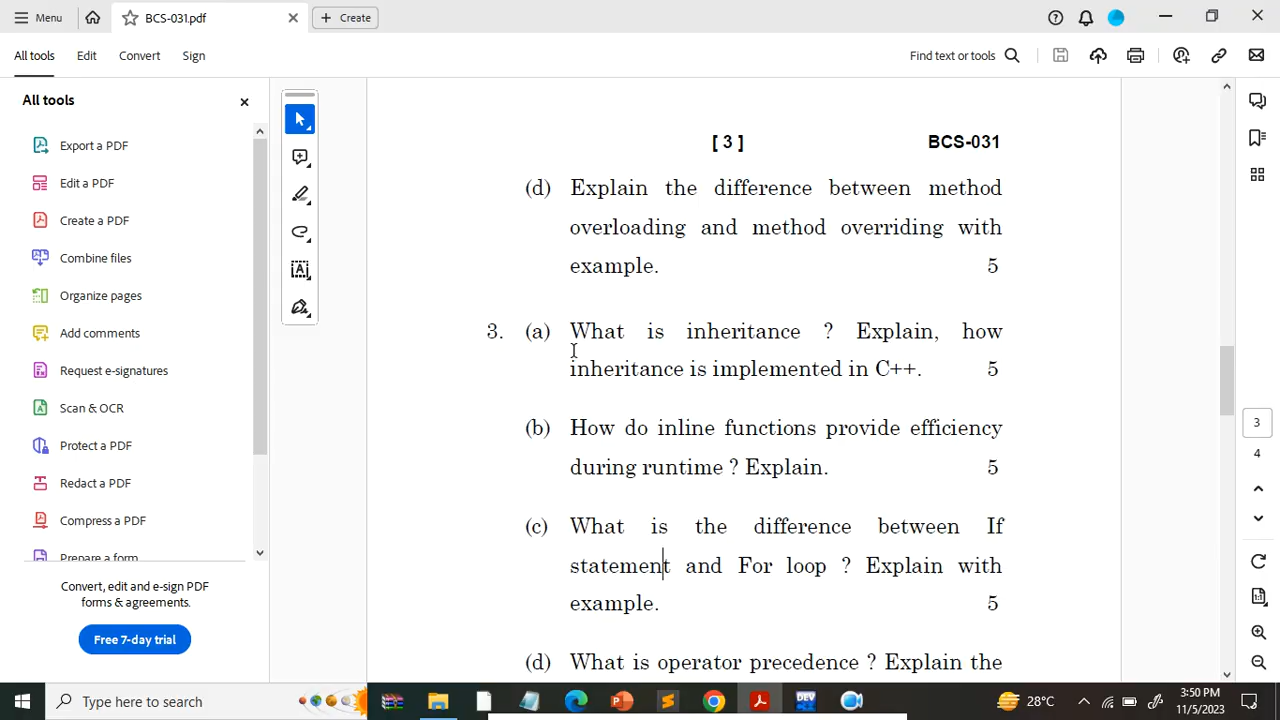 Menu
BCS-031.pdf
Create
All tools
Edit
Convert
Sign
Find text or tools
All tools
Export a PDF
Edit a PDF
Create a PDF
Combine files
Organize pages
Add comments
Request e-signatures
Scan & OCR
Protect a PDF
Redact a PDF
Compress a PDF
Prepare a form
Convert, edit and e-sign PDF
forms & agreements.
Free 7-day trial
[ 3 ] BCS-031
(d) Explain the difference between method
overloading and method overriding with
example. 5
3. (a) What is inheritance ? Explain, how
inheritance is implemented in C++. 5
(b) How do inline functions provide efficiency
during runtime ? Explain. 5
(c) What is the difference between If
statement and For loop ? Explain with
example. 5
(d) What is operator precedence ? Explain the
3
4
1:1
Type here to search
DEV
28°C
3:50 PM
11/5/2023